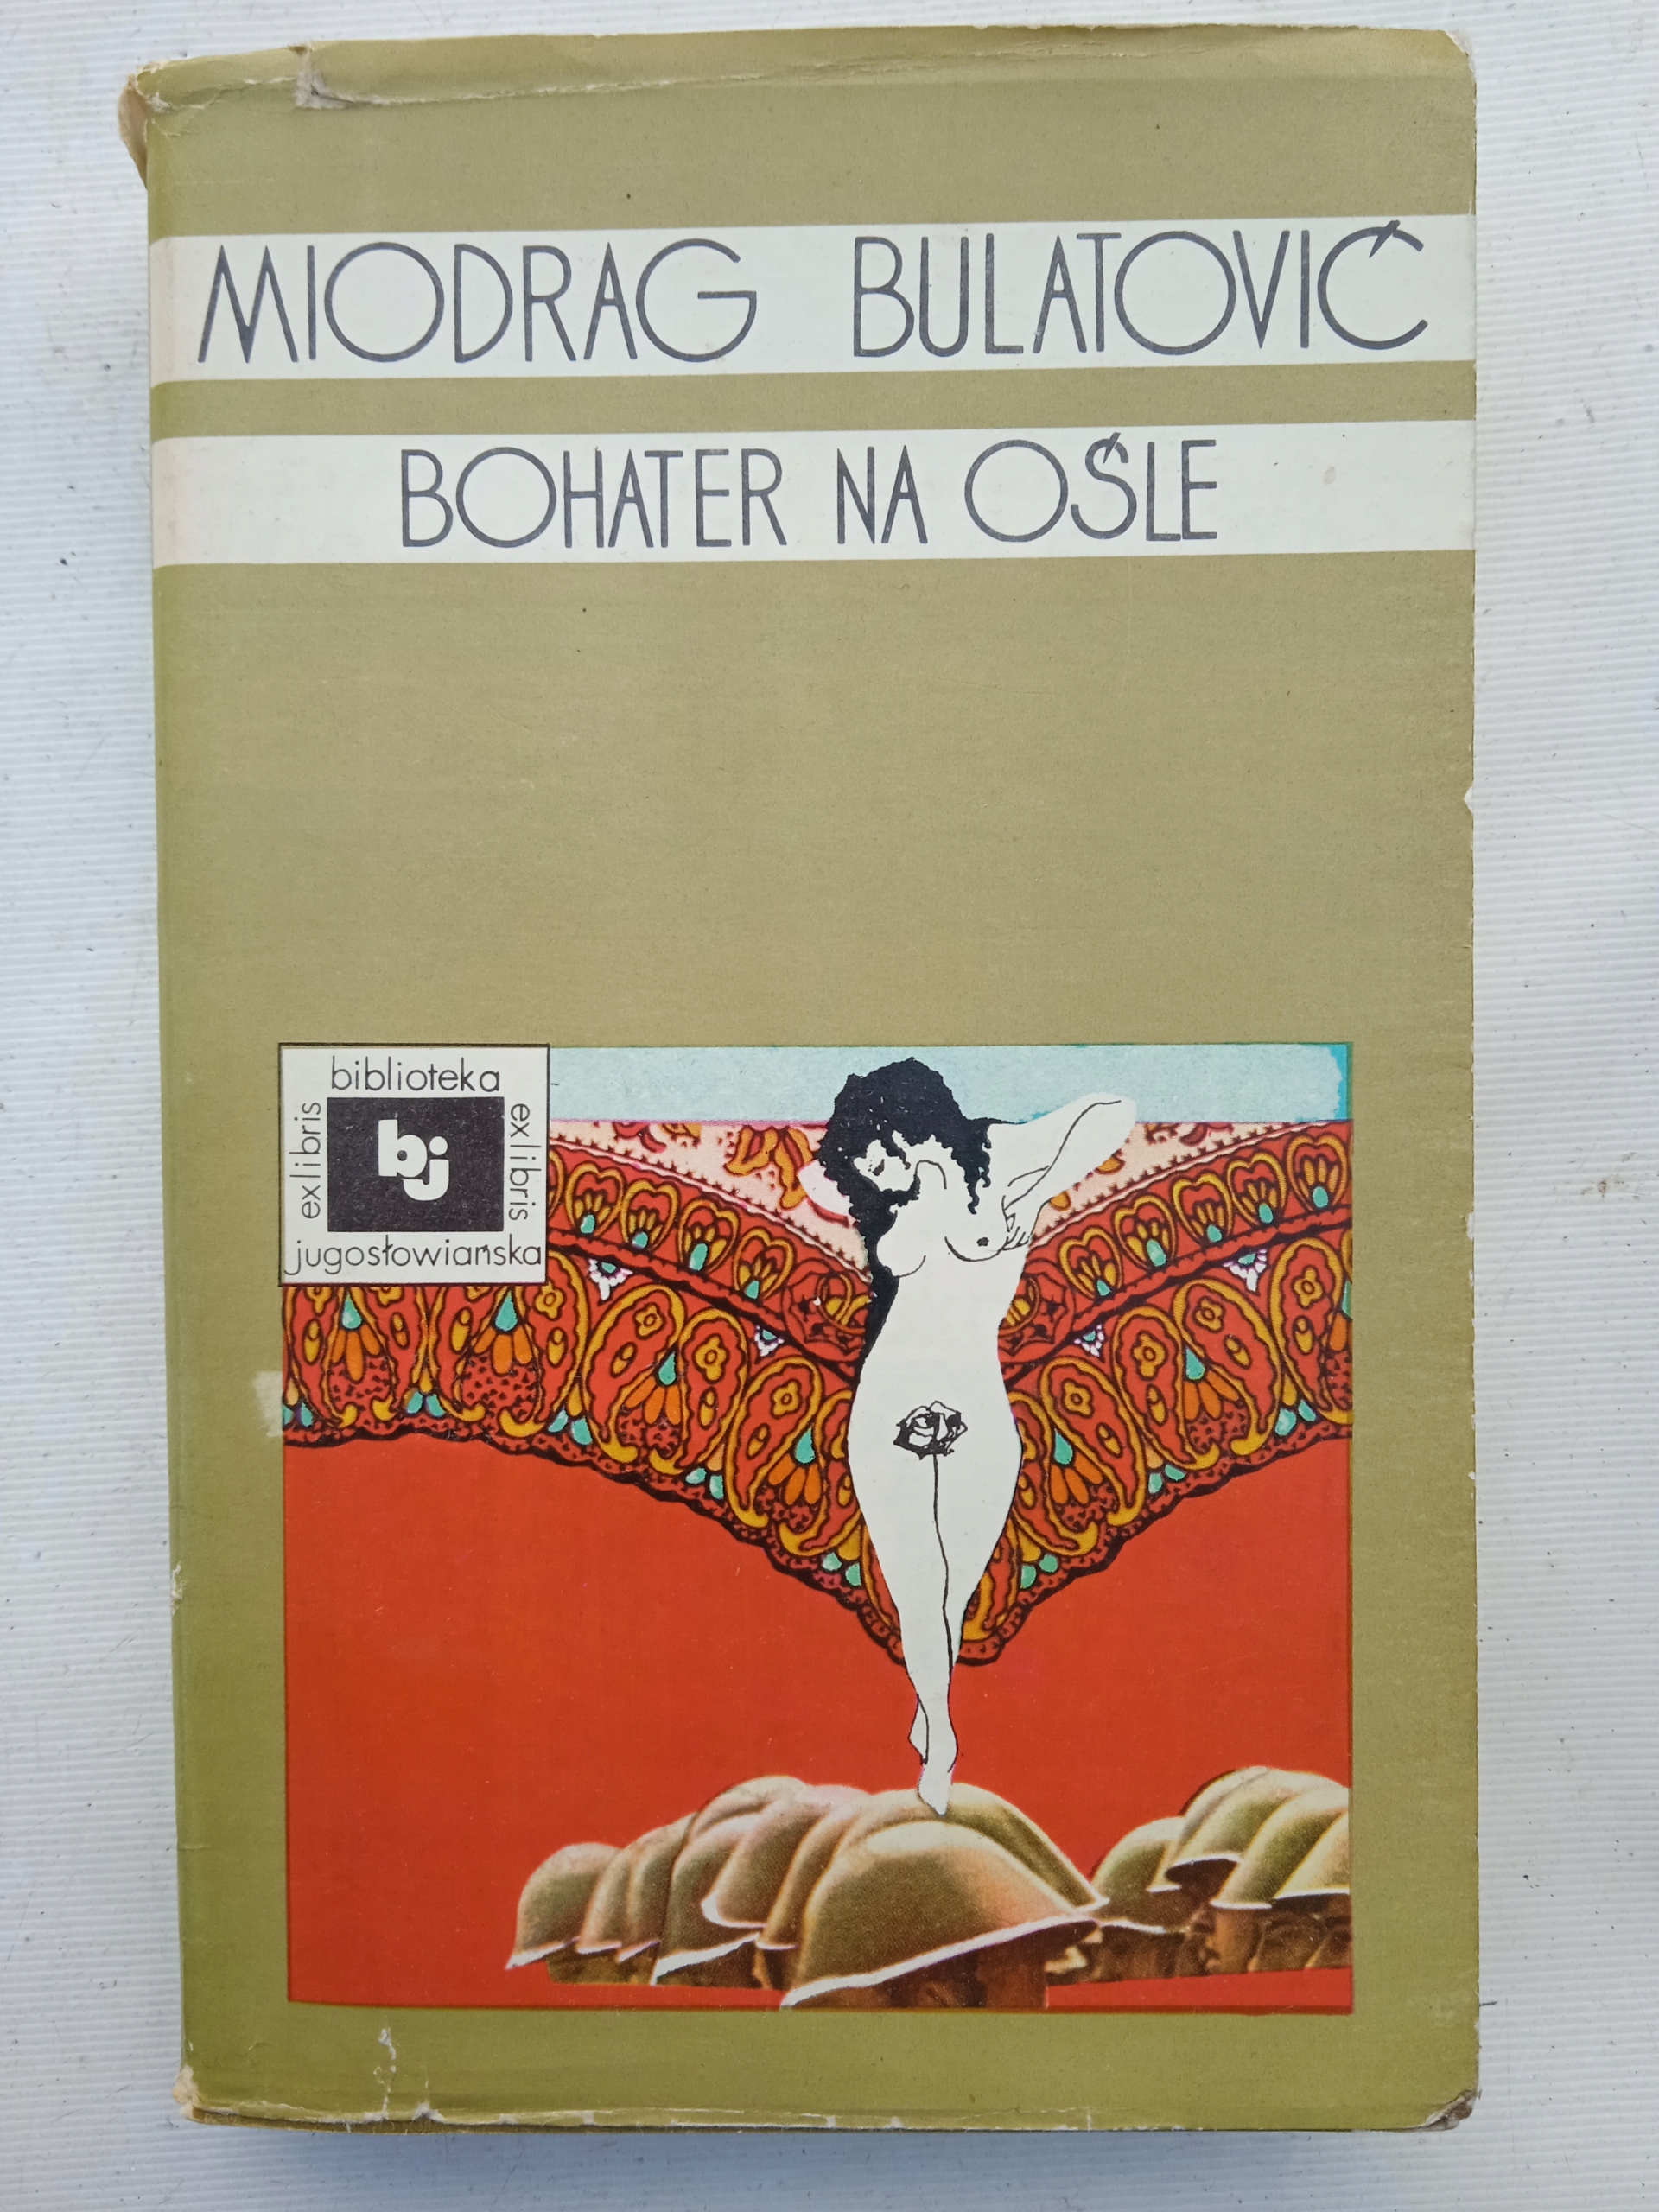 MIODRAG BULATOVIĆ
BOHATER NA OŚLE
biblioteka
exlibris
bj
exlibris
jugosłowiańska